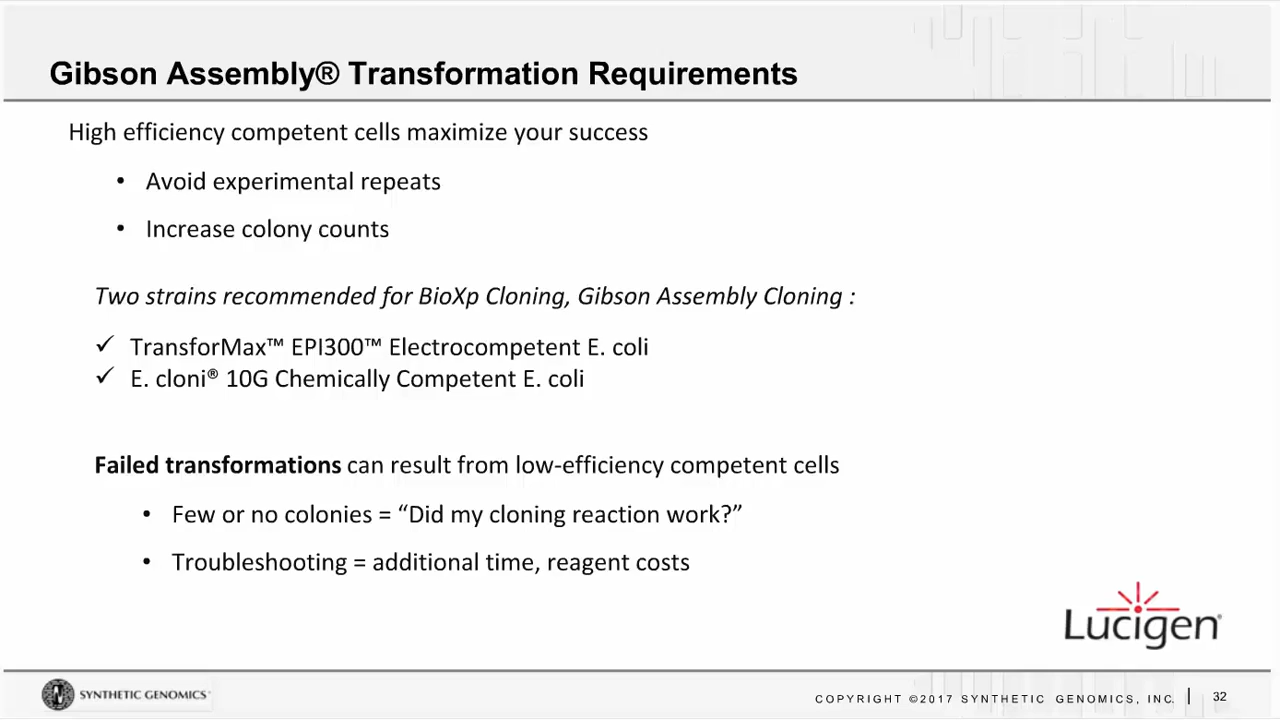 Gibson Assembly® Transformation Requirements
High efficiency competent cells maximize your success
• Avoid experimental repeats
• Increase colony counts
Two strains recommended for BioXp Cloning, Gibson Assembly Cloning :
✓ TransforMax™ EPI300™ Electrocompetent E. coli
✓ E. cloni® 10G Chemically Competent E. coli
Failed transformations can result from low-efficiency competent cells
• Few or no colonies = “Did my cloning reaction work?”
• Troubleshooting = additional time, reagent costs
Lucigen®
SYNTHETIC GENOMICS®
COPYRIGHT ©2017 SYNTHETIC GENOMICS, INC. | 32